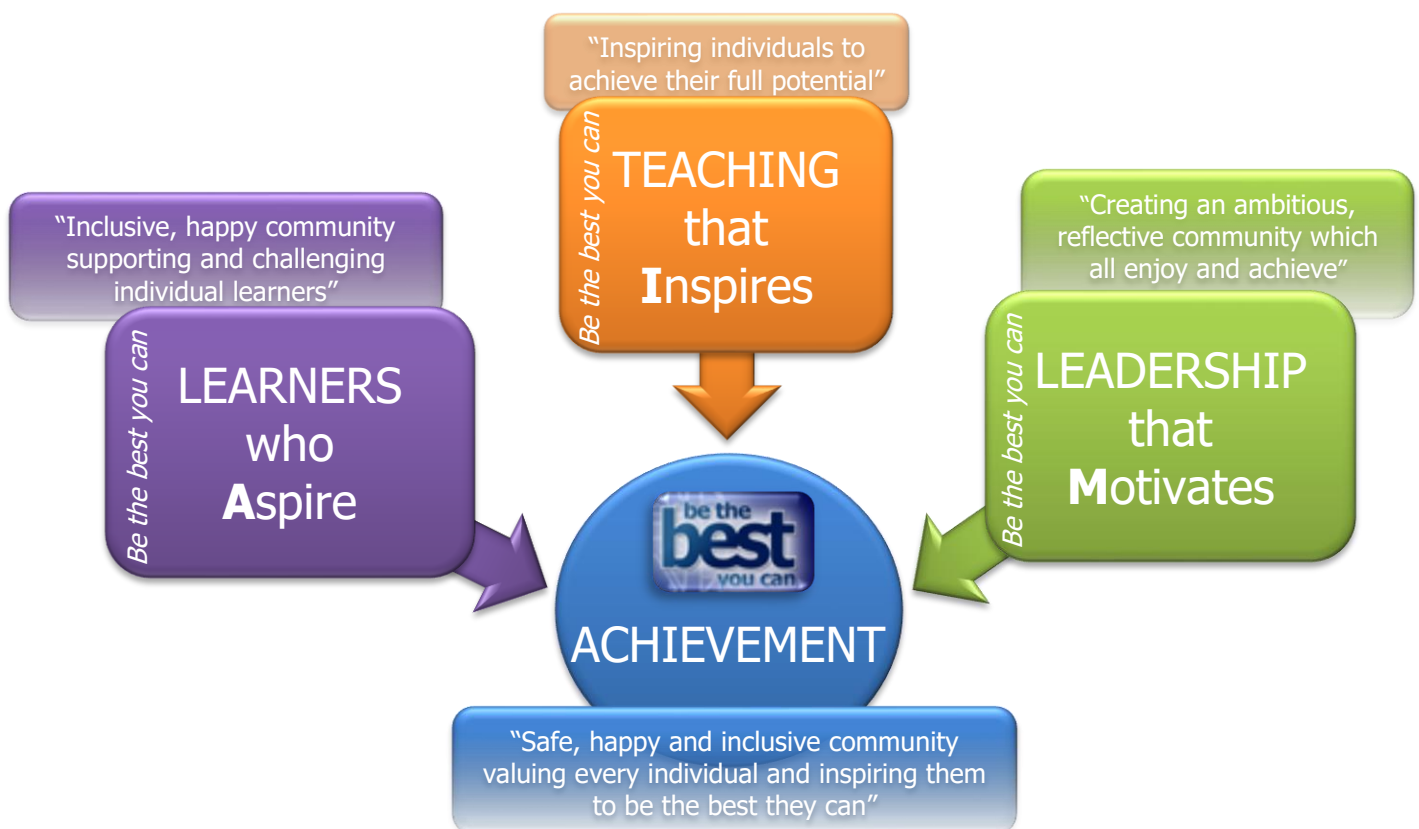 “Inspiring individuals to
achieve their full potential”
Be the best you can
TEACHING
that
Inspires
“Inclusive, happy community
supporting and challenging
individual learners”
Be the best you can
LEARNERS
who
Aspire
“Creating an ambitious,
reflective community which
all enjoy and achieve”
Be the best you can
LEADERSHIP
that
Motivates
be the
best
you can
ACHIEVEMENT
“Safe, happy and inclusive community
valuing every individual and inspiring them
to be the best they can”